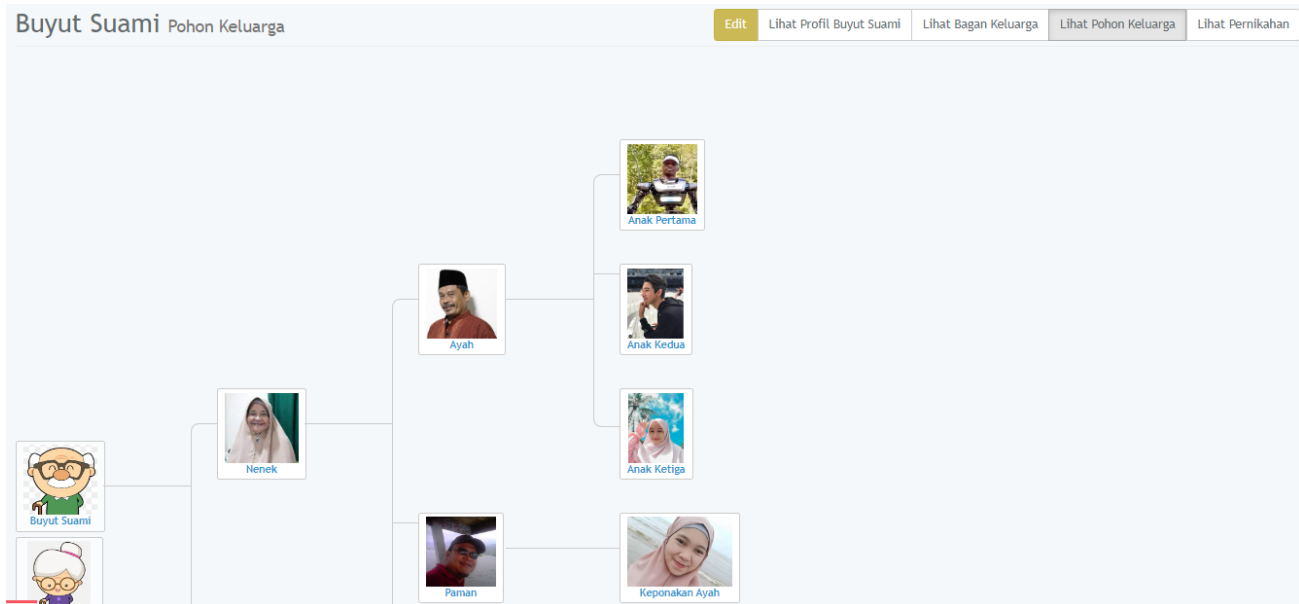 Buyut Suami Pohon Keluarga
Edit
Lihat Profil Buyut Suami
Lihat Bagan Keluarga
Lihat Pohon Keluarga
Lihat Pernikahan
Anak Pertama
Ayah
Anak Kedua
Nenek
Anak Ketiga
Buyut Suami
Paman
Keponakan Ayah